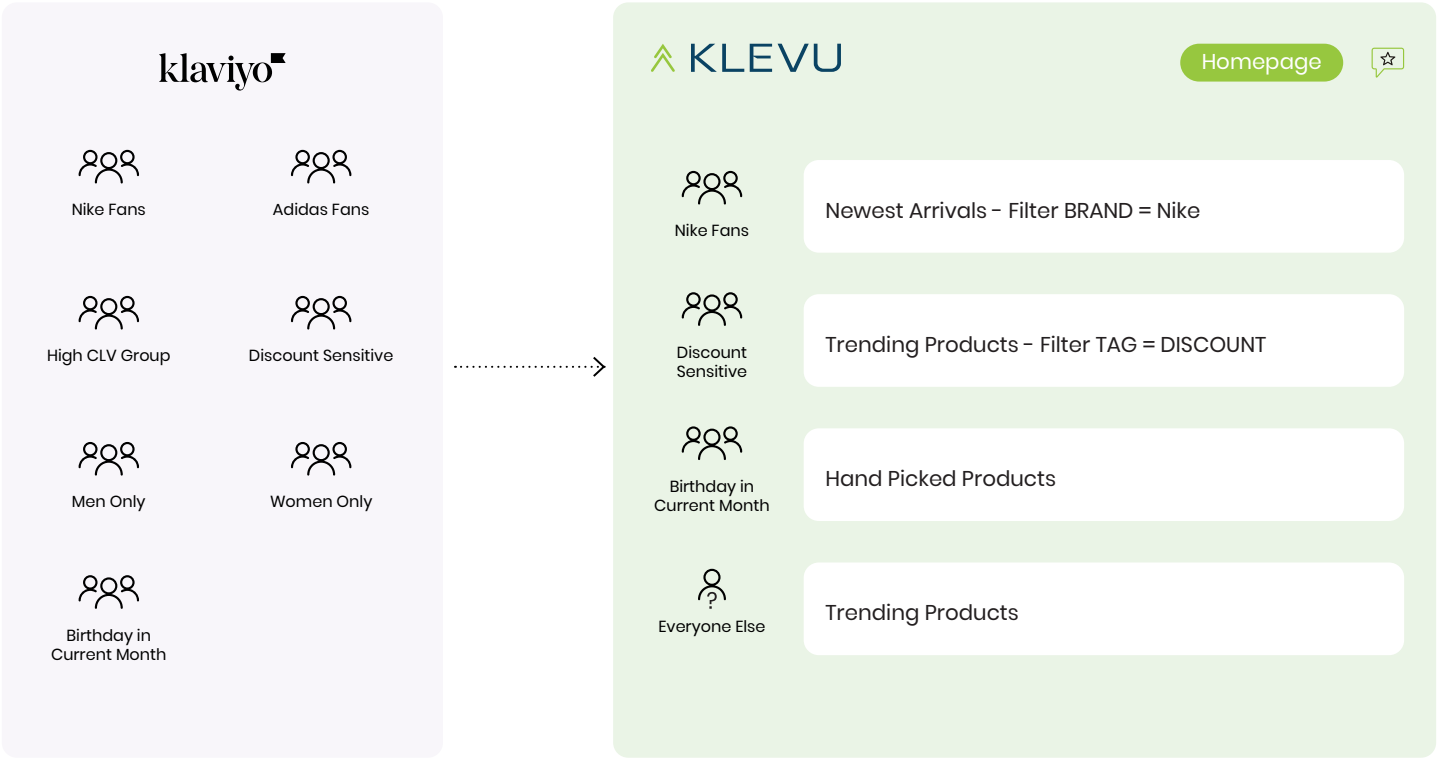 klaviyo
Nike Fans
Adidas Fans
High CLV Group
Discount Sensitive
Men Only
Women Only
Birthday in
Current Month
KLEVU
Homepage
Nike Fans
Newest Arrivals - Filter BRAND = Nike
Discount
Sensitive
Trending Products - Filter TAG = DISCOUNT
Birthday in
Current Month
Hand Picked Products
?
Everyone Else
Trending Products